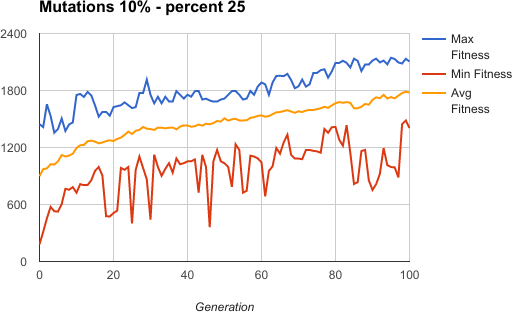 Mutations 10% - percent 25
2400
1800
1200
600
0
0
20
40
60
80
100
Generation
Max
Fitness
Min Fitness
Avg
Fitness